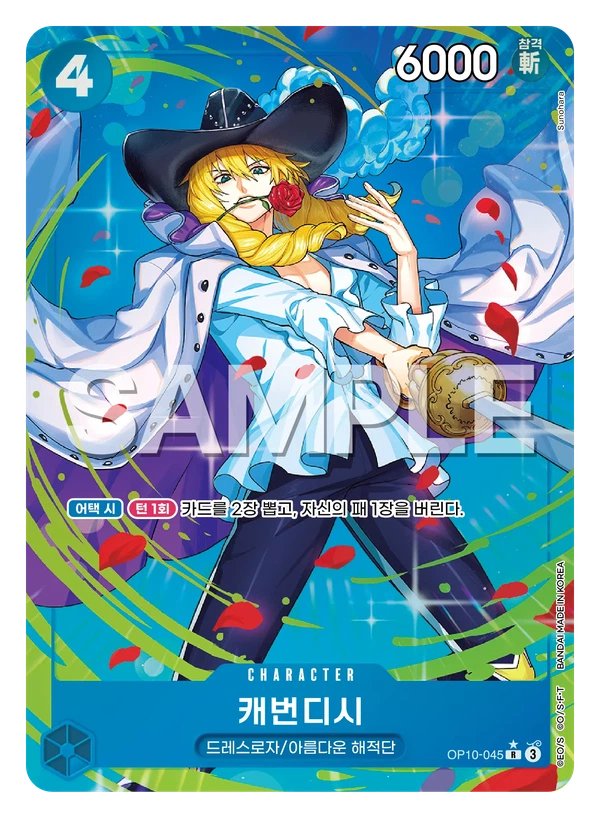 4
6000
참격
斬
Sunohara
SAMPLE
어택 시 턴 1회 카드를 2장 뽑고, 자신의 패 1장을 버린다.
CHARACTER
캐번디시
드레스로자/아름다운 해적단
OP10-045 R 3
©EO/S ©O/S·F·T BANDAI MADE IN KOREA